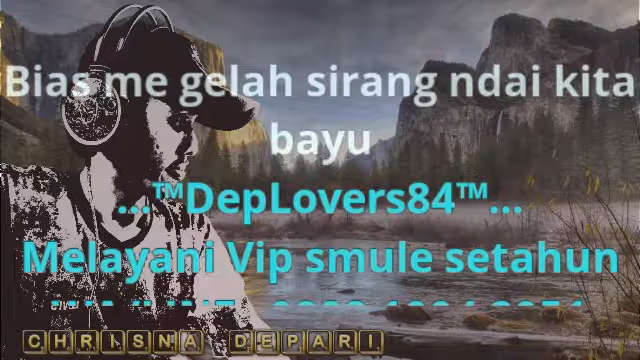 Bias me gelah sirang ndai kita
bayu
...™DepLovers84™...
Melayani Vip smule setahun
CHRISNA DEPARI